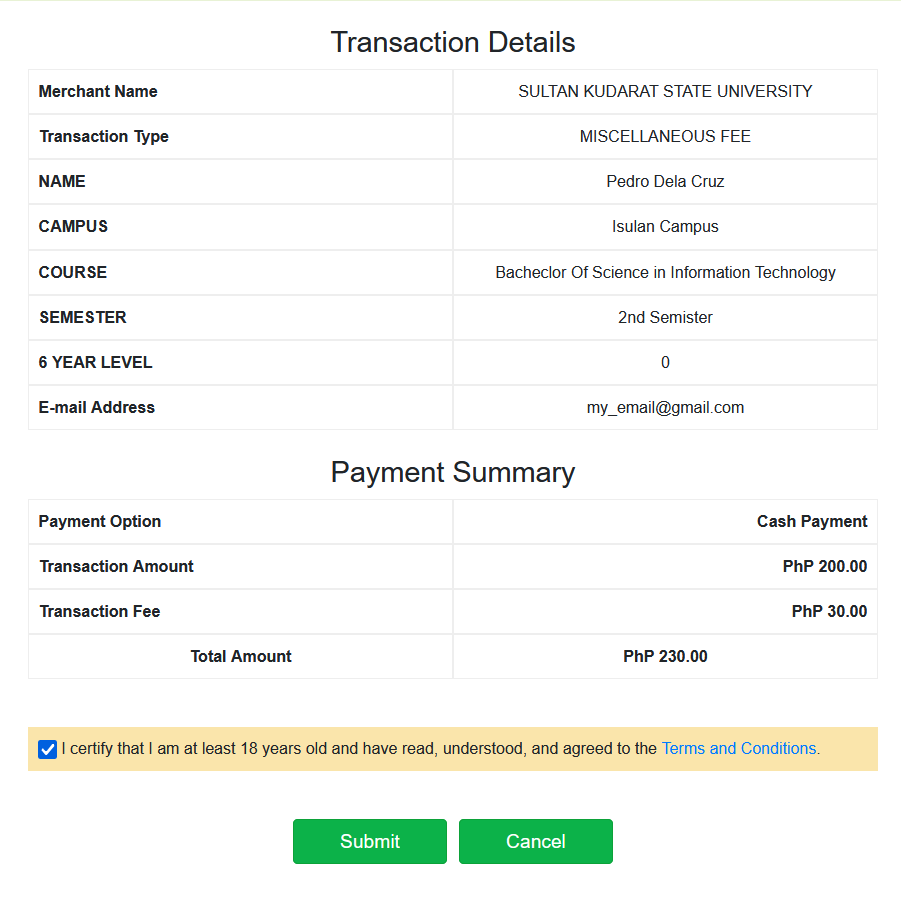 Transaction Details
Merchant Name SULTAN KUDARAT STATE UNIVERSITY
Transaction Type MISCELLANEOUS FEE
NAME Pedro Dela Cruz
CAMPUS Isulan Campus
COURSE Bacheclor Of Science in Information Technology
SEMESTER 2nd Semister
6 YEAR LEVEL 0
E-mail Address my_email@gmail.com
Payment Summary
Payment Option Cash Payment
Transaction Amount PhP 200.00
Transaction Fee PhP 30.00
Total Amount PhP 230.00
I certify that I am at least 18 years old and have read, understood, and agreed to the Terms and Conditions.
Submit Cancel